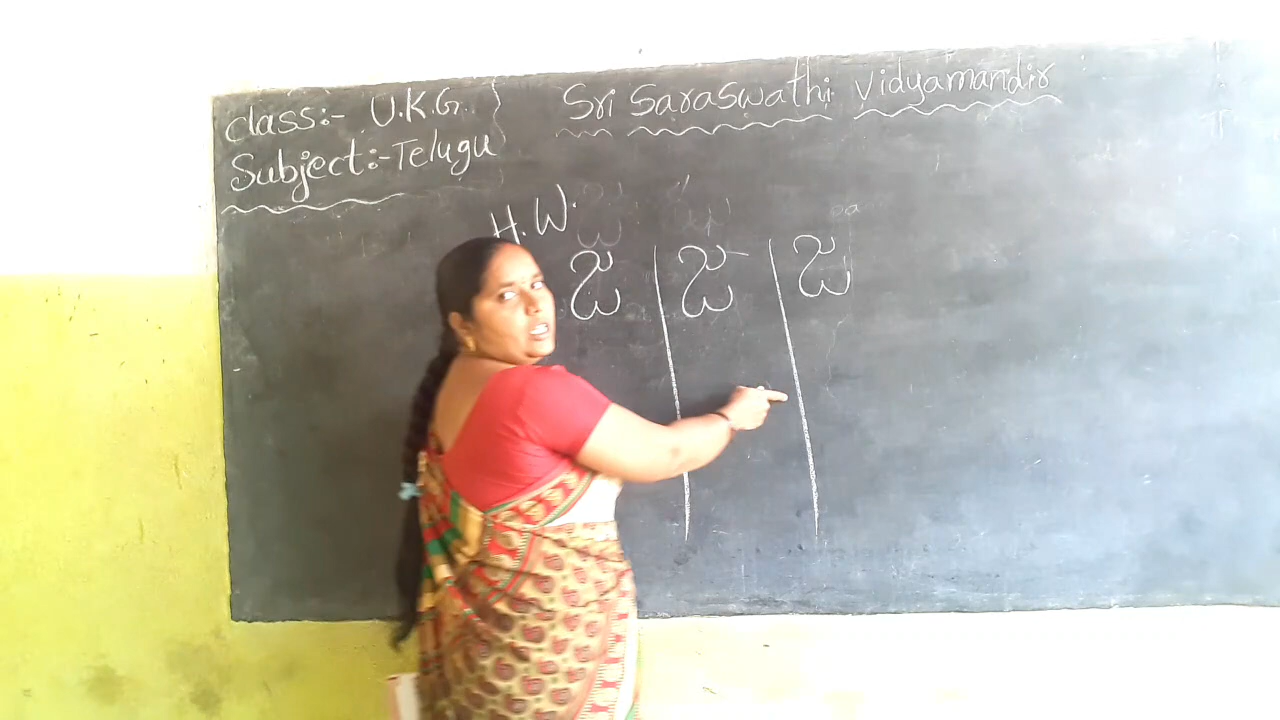 class:- U.K.G. Sri Saraswathi vidyamandir
Subject:-Telugu
H.W.
జ జ జ